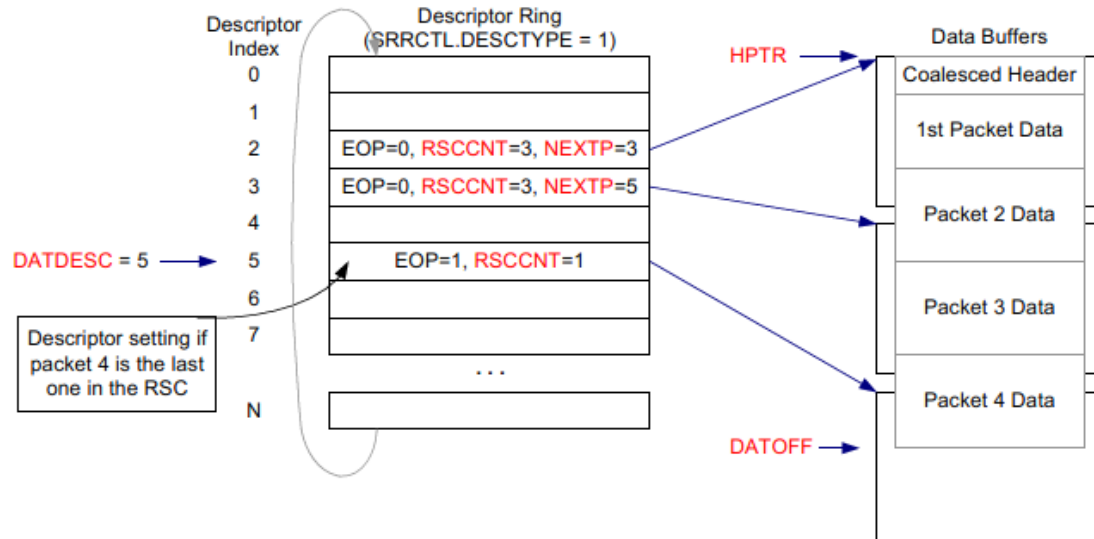 Descriptor
Index
Descriptor Ring
(SRRCTL.DESCTYPE = 1)
Data Buffers
HPTR
Coalesced Header
0
1
1st Packet Data
2
EOP=0, RSCCNT=3, NEXTP=3
3
EOP=0, RSCCNT=3, NEXTP=5
4
Packet 2 Data
DATDESC = 5
5
EOP=1, RSCCNT=1
6
Packet 3 Data
7
Descriptor setting if
packet 4 is the last
one in the RSC
...
N
Packet 4 Data
DATOFF